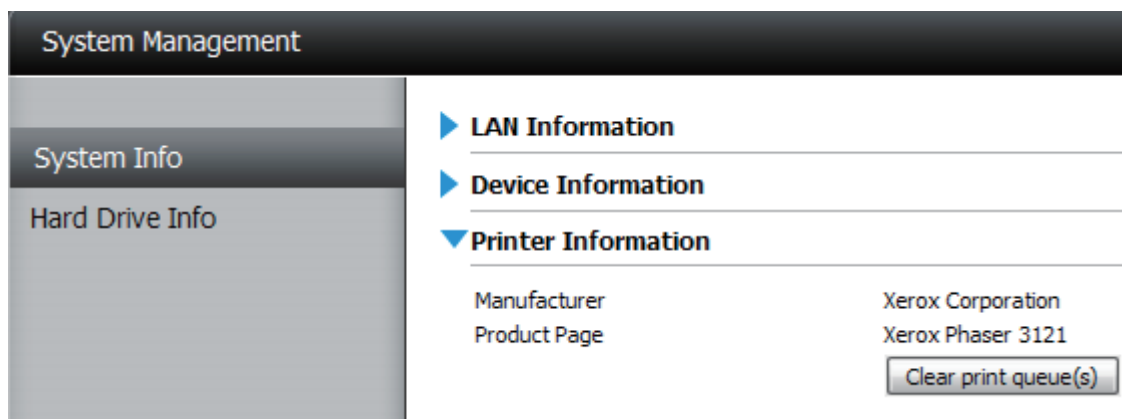 System Management
System Info
Hard Drive Info
LAN Information
Device Information
Printer Information
Manufacturer Xerox Corporation
Product Page Xerox Phaser 3121
Clear print queue(s)